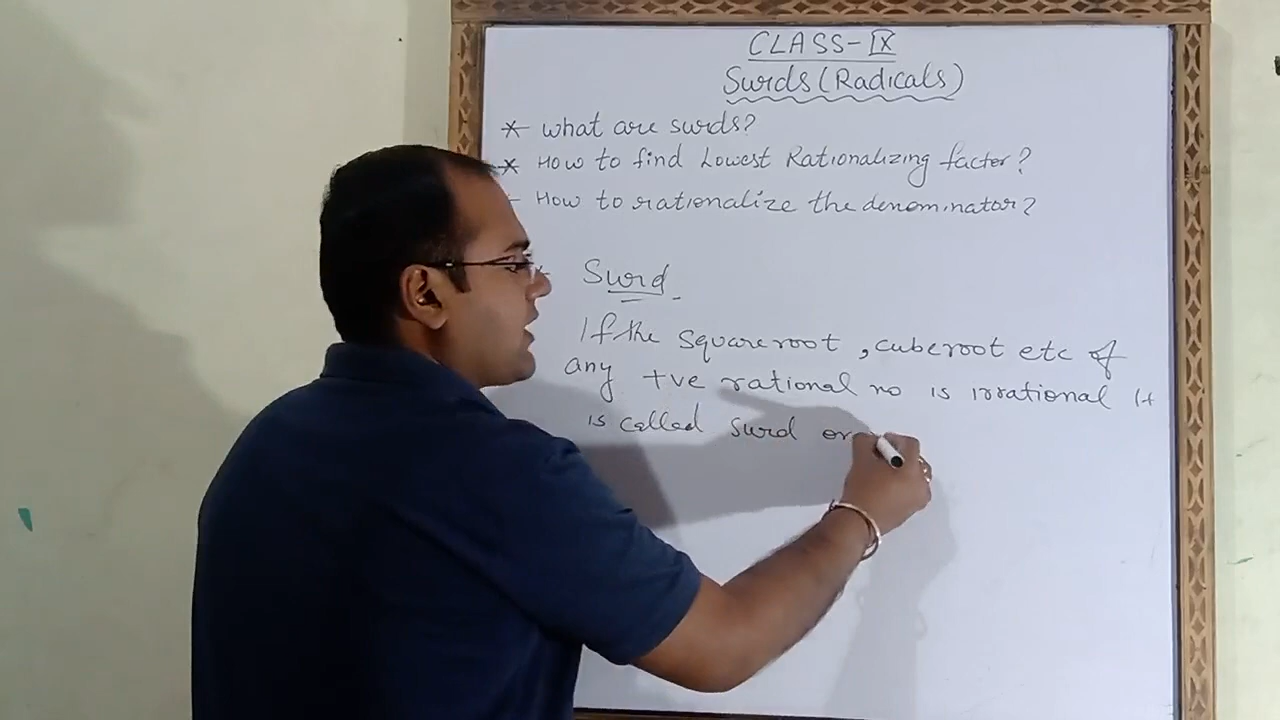 CLASS-IX
Surds (Radicals)
* What are surds?
* How to find Lowest Rationalizing factor?
How to rationalize the denominator?
Surd
If the squareroot, cuberoot etc of
any +ve rational no is irrational it
is called surd or